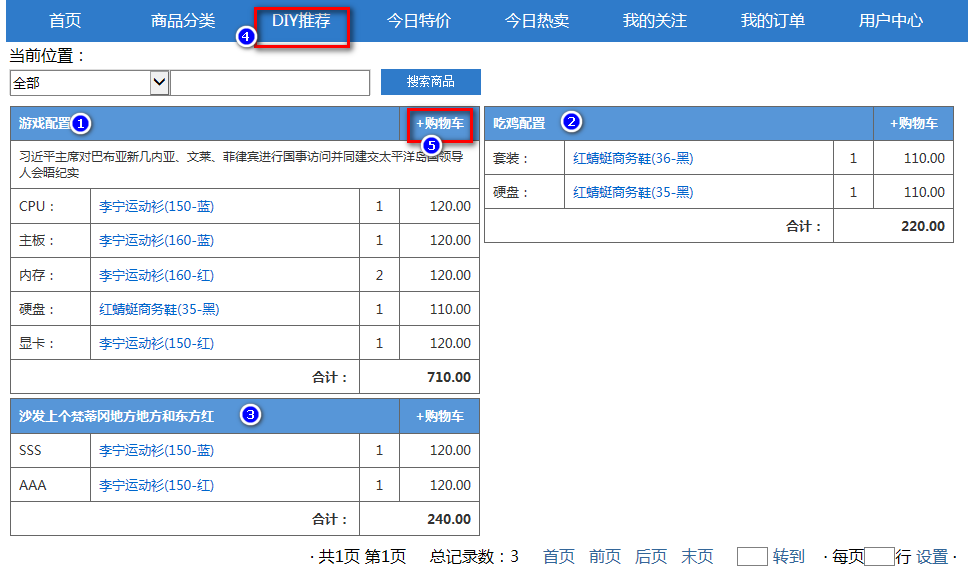 首页 商品分类 DIY推荐 今日特价 今日热卖 我的关注 我的订单 用户中心
4
当前位置：
全部 搜索商品
游戏配置 1 +购物车
5
习近平主席对巴布亚新几内亚、文莱、菲律宾进行国事访问并同建交太平洋岛国领导
人会晤纪实
CPU： 李宁运动衫(150-蓝) 1 120.00
主板： 李宁运动衫(160-蓝) 1 120.00
内存： 李宁运动衫(160-红) 2 120.00
硬盘： 红蜻蜓商务鞋(35-黑) 1 110.00
显卡： 李宁运动衫(150-红) 1 120.00
合计： 710.00
吃鸡配置 2 +购物车
套装： 红蜻蜓商务鞋(36-黑) 1 110.00
硬盘： 红蜻蜓商务鞋(35-黑) 1 110.00
合计： 220.00
沙发上个梵蒂冈地方地方和东方红 3 +购物车
SSS 李宁运动衫(150-蓝) 1 120.00
AAA 李宁运动衫(150-红) 1 120.00
合计： 240.00
· 共1页 第1页 总记录数：3 首页 前页 后页 末页 转到 · 每页 行 设置 ·